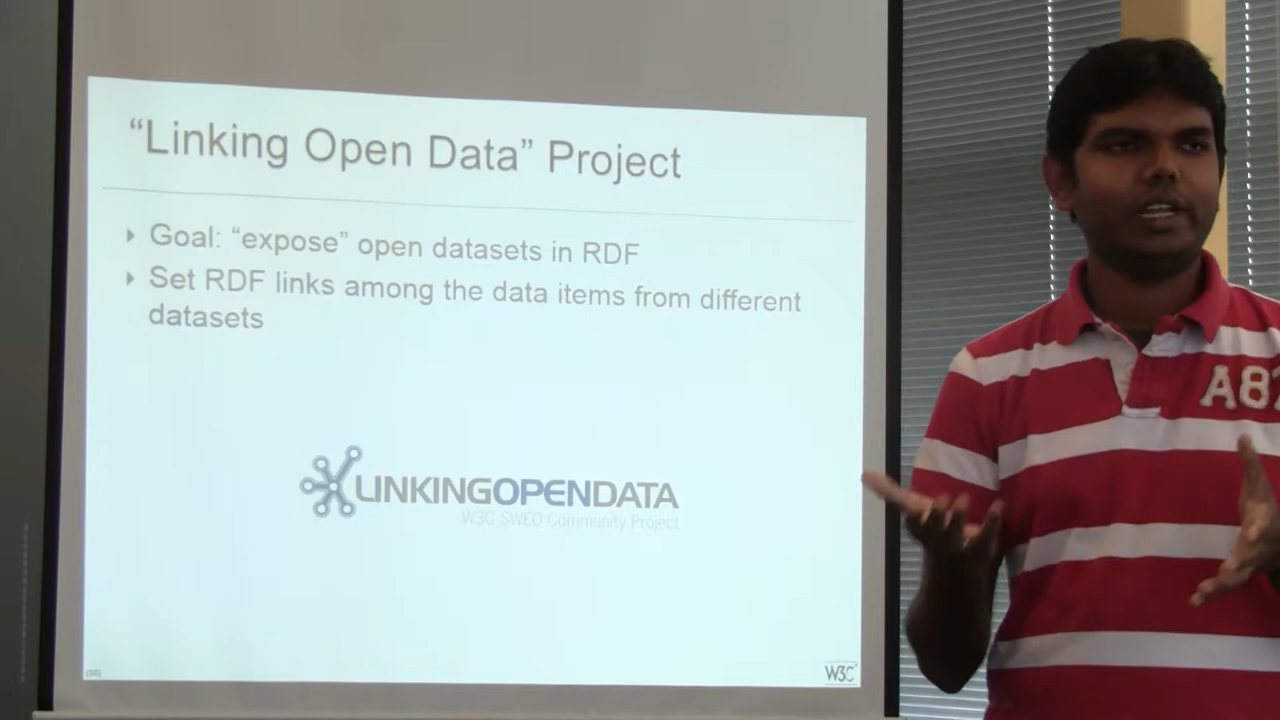 “Linking Open Data” Project
Goal: “expose” open datasets in RDF
Set RDF links among the data items from different
datasets
LINKINGOPENDATA
W3C SWEO Community Project
W3C
A87